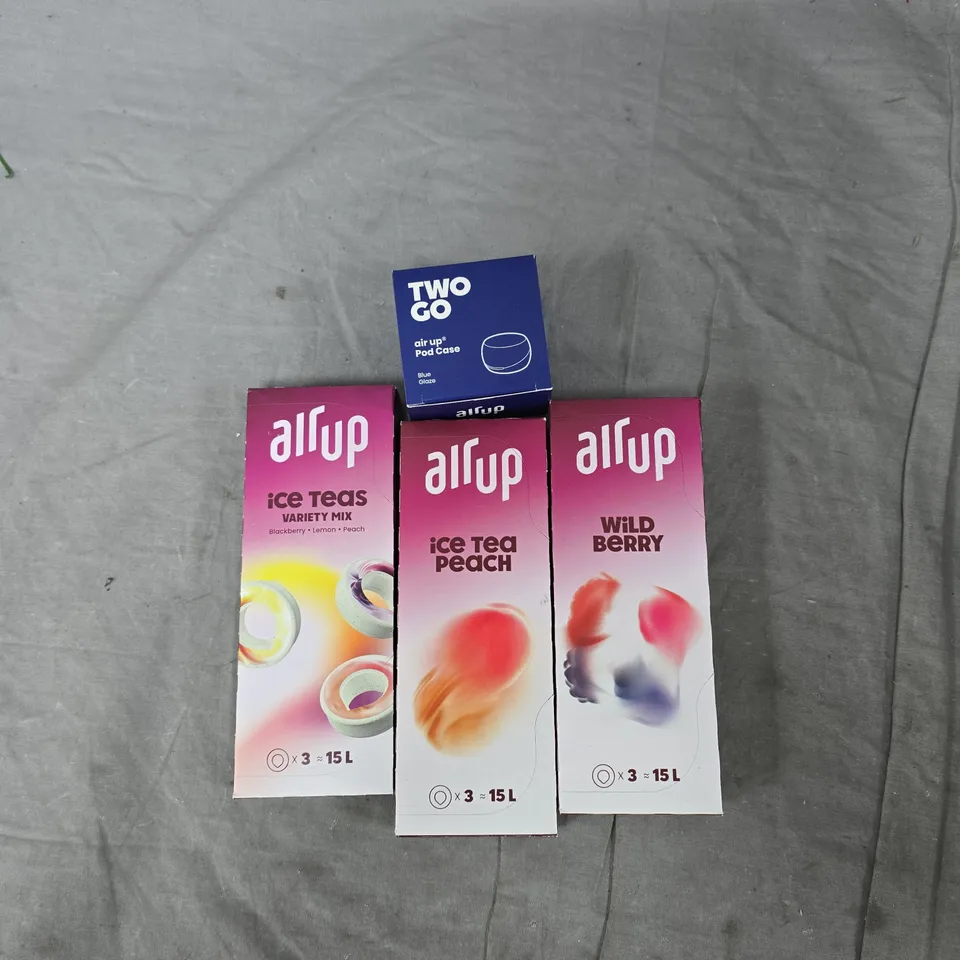 TWO
GO
air up®
Pod Case
Blue
Glaze
air up
air up
iCE TEAS
VARIETY MIX
Blackberry • Lemon • Peach
x 3 ≈ 15 L
air up
iCE TEA
PEACH
x 3 ≈ 15 L
air up
WiLD
BERRY
x 3 ≈ 15 L